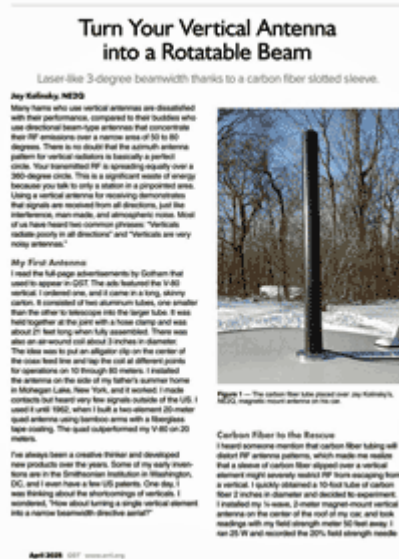 Turn Your Vertical Antenna
into a Rotatable Beam
Laser-like 3-degree beamwidth thanks to a carbon fiber slotted sleeve.
Jay Kolinsky, NE2Q
Many hams who use vertical antennas are dissatisfied
with their performance, compared to their buddies who
use directional beam-type antennas that concentrate
their RF emissions over a narrow area of 50 to 60
degrees. There is no doubt that the azimuth antenna
pattern for vertical radiators is basically a perfect
circle. Your transmitted RF is spreading equally over a
360-degree circle. This is a significant waste of energy
because you talk to only a station in a pinpointed area.
Using a vertical antenna for receiving demonstrates
that signals are received from all directions, just like
interference, man-made, and atmospheric noise. Most
of us have heard two common phrases: "Verticals
radiate poorly in all directions" and "Verticals are very
noisy antennas."
My First Antenna
I read the full-page advertisements by Gotham that
used to appear in QST. The ads featured the V-80
vertical. I ordered one, and it came in a long, skinny
carton. It consisted of two aluminum tubes, one smaller
than the other to telescope into the larger tube. It was
held together at the joint with a hose clamp and was
about 21 feet long when fully assembled. There was
also an air-wound coil about 3 inches in diameter.
The idea was to put an alligator clip on the center of
the coax feed line and tap the coil at different points
for operations on 10 through 80 meters. I installed
the antenna on the side of my father's summer home
in Mohegan Lake, New York, and it worked. I made
contacts but heard very few signals outside of the US. I
used it until 1962, when I built a two-element 20-meter
quad antenna using bamboo arms with a fiberglass
tape coating. The quad outperformed my V-80 on 20
meters.
I've always been a creative thinker and developed
new products over the years. Some of my early inven-
tions are in the Smithsonian Institution in Washington,
DC, and I even have a few US patents. One day, I
was thinking about the shortcomings of verticals. I
wondered, "How about turning a single vertical element
into a narrow beamwidth directive aerial?"
Figure 1 — The carbon fiber tube placed over Jay Kolinsky's,
NE2Q, magnetic mount antenna on his car.
Carbon Fiber to the Rescue
I heard someone mention that carbon fiber tubing will
distort RF antenna patterns, which made me realize
that a sleeve of carbon fiber slipped over a vertical
element might severely restrict RF from escaping from
a vertical. I quickly obtained a 10-foot tube of carbon
fiber 2 inches in diameter and decided to experiment.
I installed my ¼-wave, 2-meter magnet-mount vertical
antenna on the center of the roof of my car, and took
readings with my field strength meter 50 feet away. I
ran 25 W and recorded the 20% field strength needle
April 2025 QST www.arrl.org